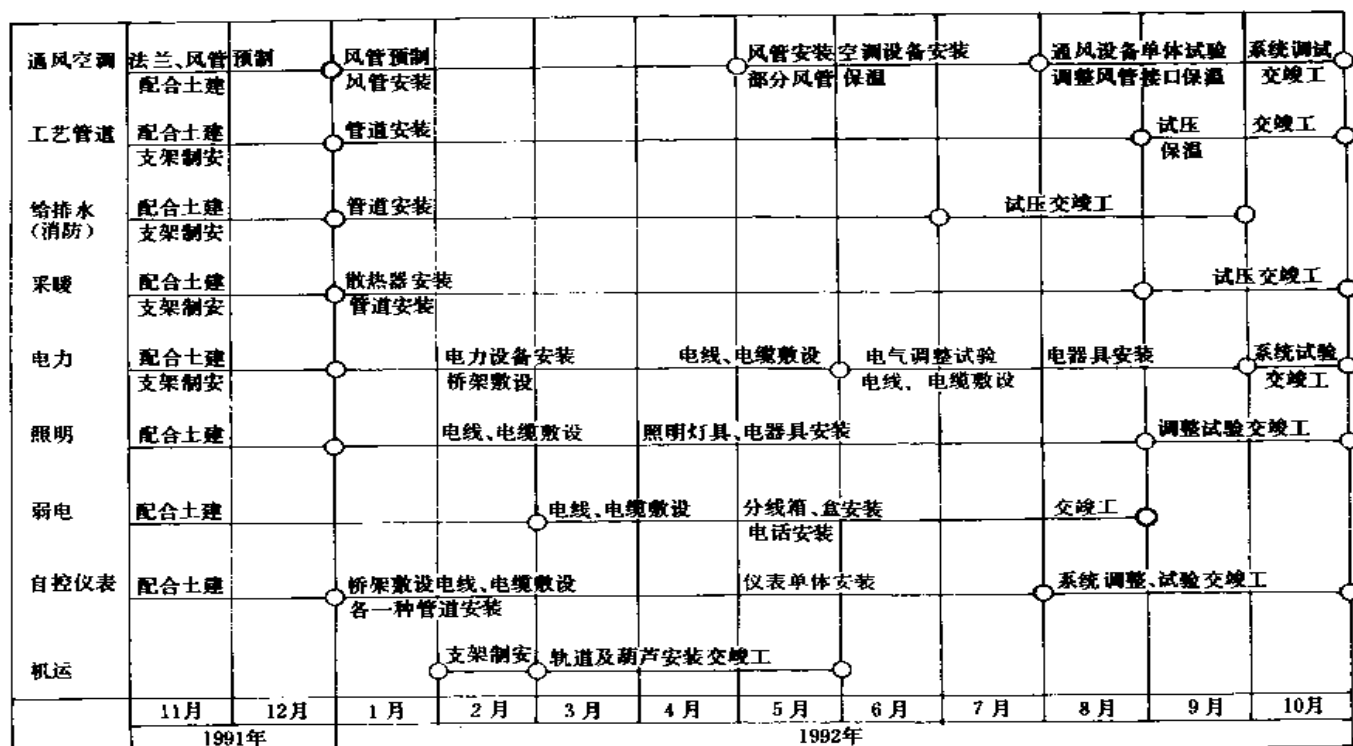 通风空调 法兰、风管预制 风管预制 风管安装空调设备安装 通风设备单体试验 系统调试
配合土建 风管安装 部分风管保温 调整风管接口保温 交竣工
工艺管道 配合土建 管道安装 试压 交竣工
支架制安 保温
给排水 配合土建 管道安装 试压交竣工
(消防) 支架制安
采暖 配合土建 散热器安装 试压交竣工
支架制安 管道安装
电力 配合土建 电力设备安装 电线、电缆敷设 电气调整试验 电器具安装 系统试验
支架制安 桥架敷设 电线、电缆敷设 交竣工
照明 配合土建 电线、电缆敷设 照明灯具、电器具安装 调整试验交竣工
弱电 配合土建 电线、电缆敷设 分线箱、盒安装 交竣工
电话安装
自控仪表 配合土建 桥架敷设电线、电缆敷设 仪表单体安装 系统调整、试验交竣工
各一种管道安装
机运 支架制安 轨道及葫芦安装交竣工
11月 12月 1月 2月 3月 4月 5月 6月 7月 8月 9月 10月
1991年 1992年